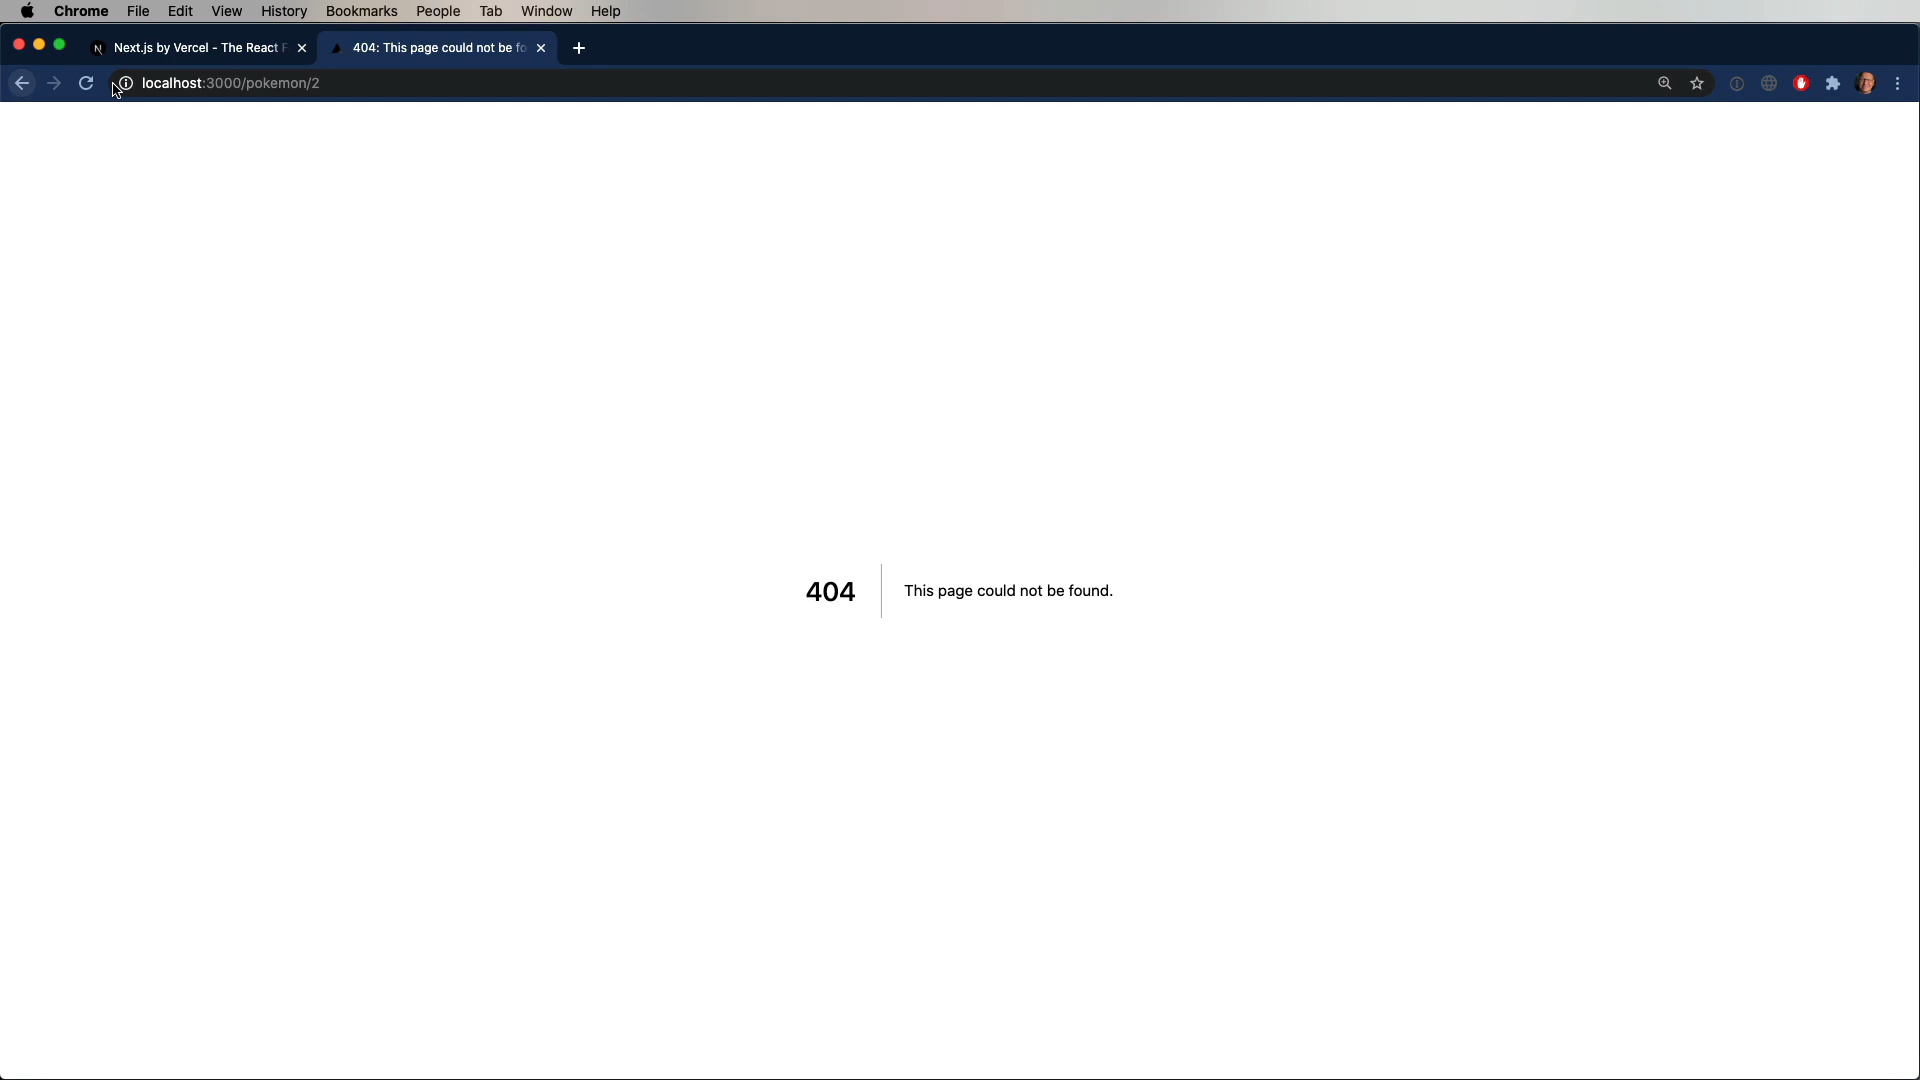 Chrome File Edit View History Bookmarks People Tab Window Help
Next.js by Vercel - The React F
404: This page could not be fo
localhost:3000/pokemon/2
404
This page could not be found.